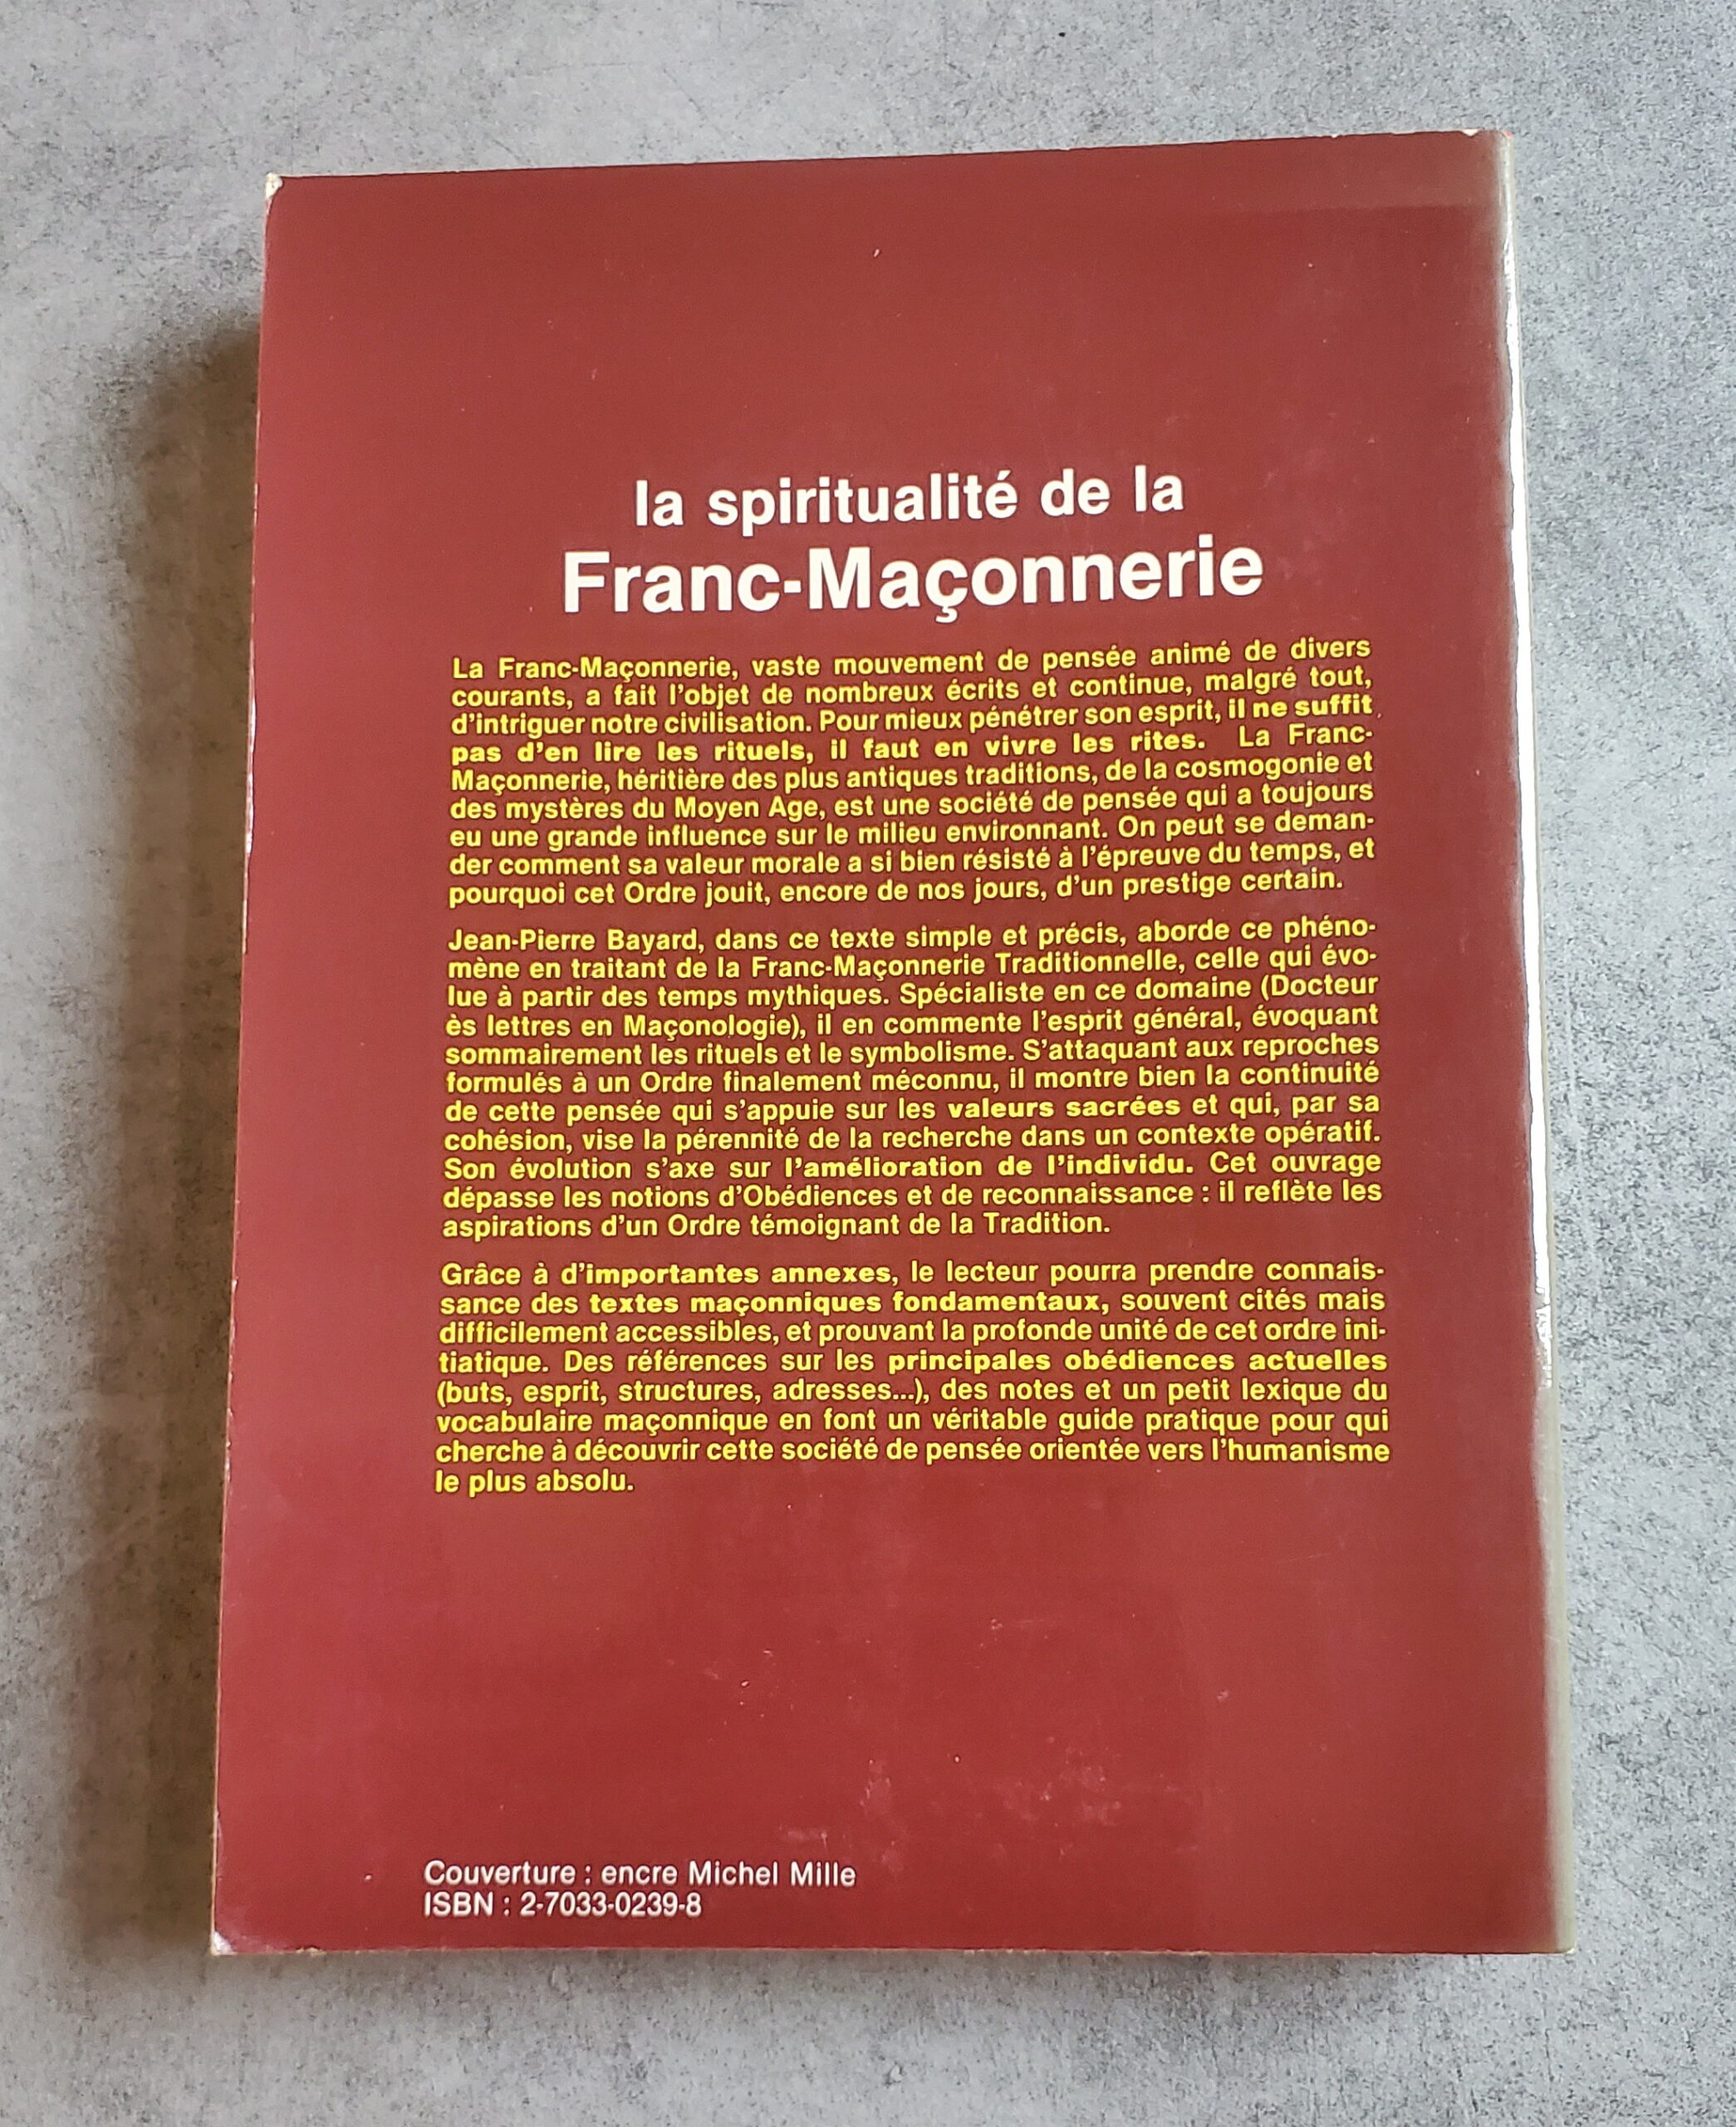 la spiritualité de la
Franc-Maçonnerie
La Franc-Maçonnerie, vaste mouvement de pensée animé de divers
courants, a fait l'objet de nombreux écrits et continue, malgré tout,
d'intriguer notre civilisation. Pour mieux pénétrer son esprit, il ne suffit
pas d'en lire les rituels, il faut en vivre les rites. La Franc-
Maçonnerie, héritière des plus antiques traditions, de la cosmogonie et
des mystères du Moyen Age, est une société de pensée qui a toujours
eu une grande influence sur le milieu environnant. On peut se deman-
der comment sa valeur morale a si bien résisté à l'épreuve du temps, et
pourquoi cet Ordre jouit, encore de nos jours, d'un prestige certain.
Jean-Pierre Bayard, dans ce texte simple et précis, aborde ce phéno-
mène en traitant de la Franc-Maçonnerie Traditionnelle, celle qui évo-
lue à partir des temps mythiques. Spécialiste en ce domaine (Docteur
ès lettres en Maçonologie), il en commente l'esprit général, évoquant
sommairement les rituels et le symbolisme. S'attaquant aux reproches
formulés à un Ordre finalement méconnu, il montre bien la continuité
de cette pensée qui s'appuie sur les valeurs sacrées et qui, par sa
cohésion, vise la pérennité de la recherche dans un contexte opératif.
Son évolution s'axe sur l'amélioration de l'individu. Cet ouvrage
dépasse les notions d'Obédiences et de reconnaissance : il reflète les
aspirations d'un Ordre témoignant de la Tradition.
Grâce à d'importantes annexes, le lecteur pourra prendre connais-
sance des textes maçonniques fondamentaux, souvent cités mais
difficilement accessibles, et prouvant la profonde unité de cet ordre ini-
tiatique. Des références sur les principales obédiences actuelles
(buts, esprit, structures, adresses...), des notes et un petit lexique du
vocabulaire maçonnique en font un véritable guide pratique pour qui
cherche à découvrir cette société de pensée orientée vers l'humanisme
le plus absolu.
Couverture : encre Michel Mille
ISBN : 2-7033-0239-8